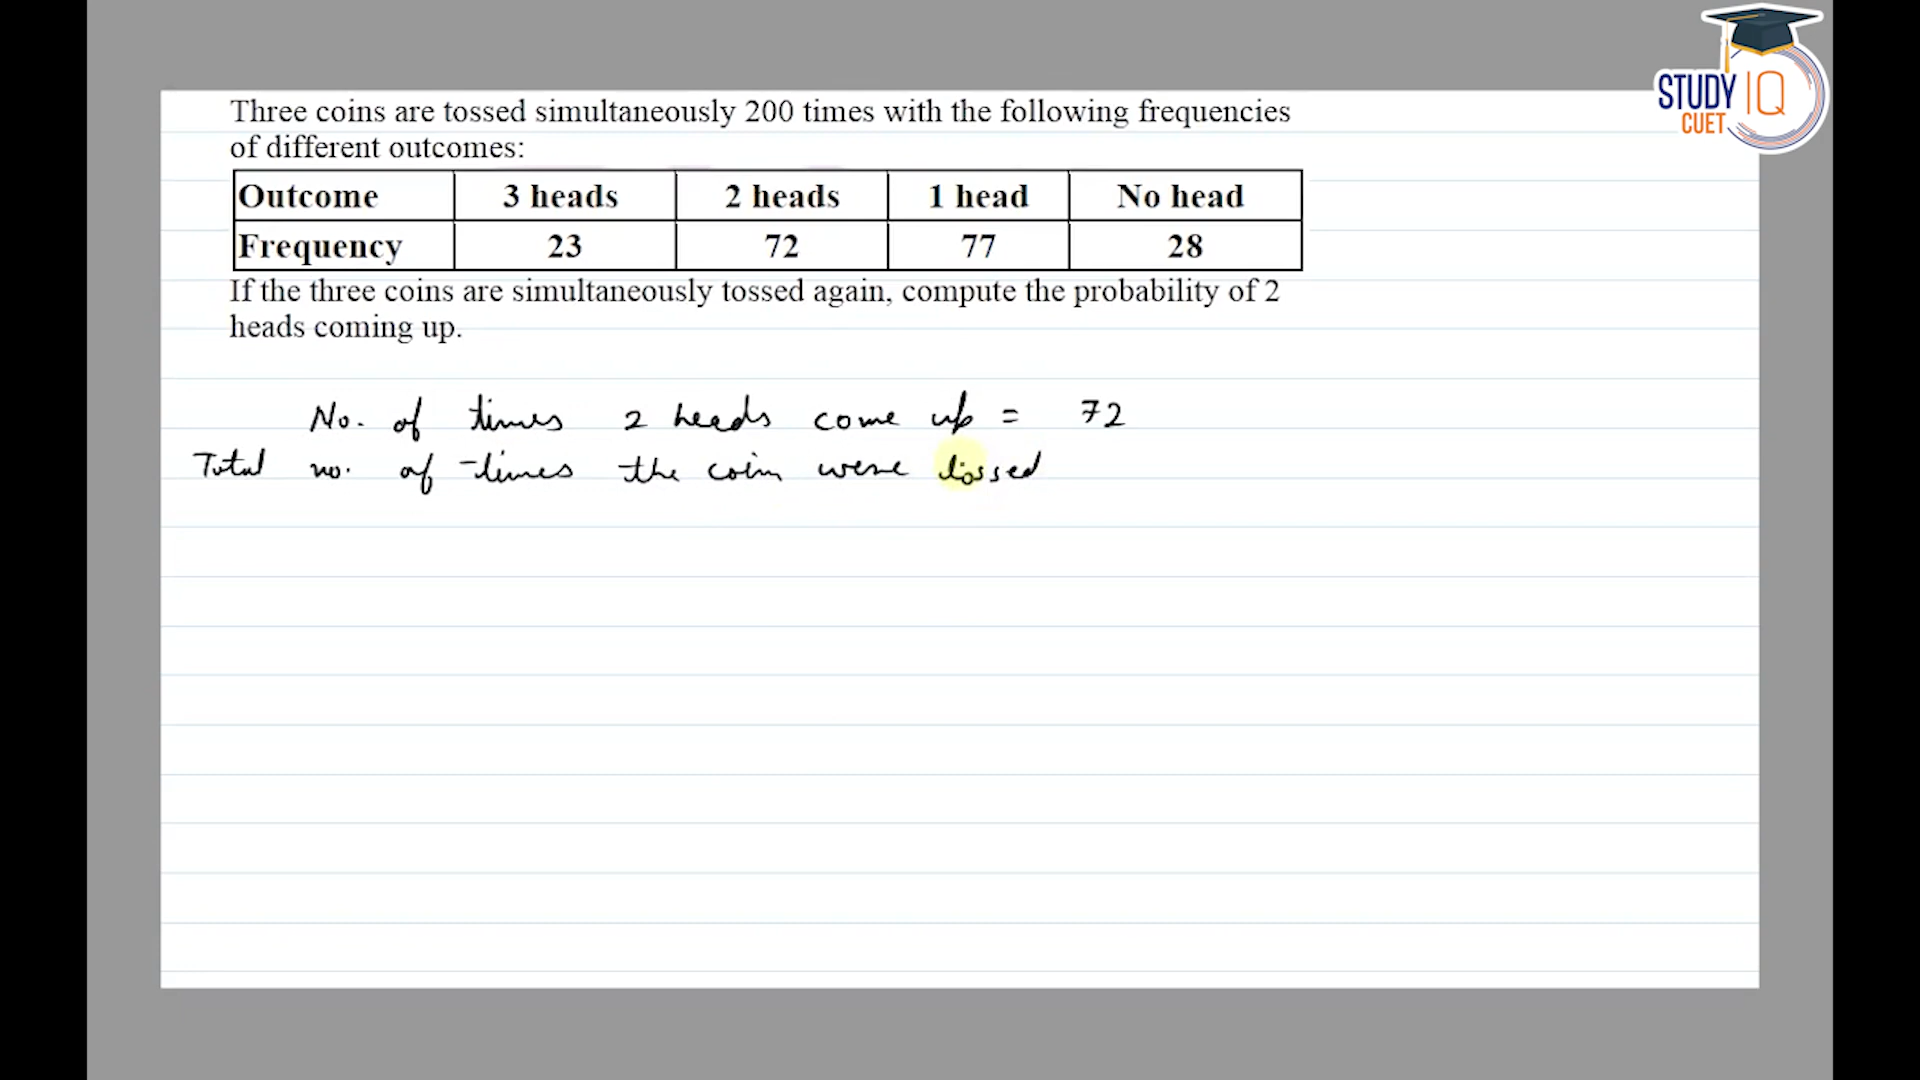 STUDY IQ
CUET
Three coins are tossed simultaneously 200 times with the following frequencies
of different outcomes:
Outcome 3 heads 2 heads 1 head No head
Frequency 23 72 77 28
If the three coins are simultaneously tossed again, compute the probability of 2
heads coming up.
No. of times 2 heads come up = 72
Total no. of times the coin were tossed